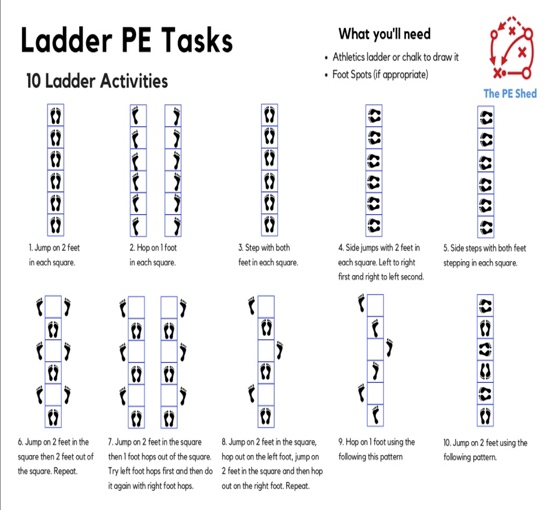 Ladder PE Tasks
10 Ladder Activities
What you'll need
• Athletics ladder or chalk to draw it
• Foot Spots (if appropriate)
The PE Shed
1. Jump on 2 feet
in each square.
2. Hop on 1 foot
in each square.
3. Step with both
feet in each square.
4. Side jumps with 2 feet in
each square. Left to right
first and right to left second.
5. Side steps with both feet
stepping in each square.
6. Jump on 2 feet in the
square then 2 feet out of
the square. Repeat.
7. Jump on 2 feet in the square
then 1 foot hops out of the square.
Try left foot hops first and then do
it again with right foot hops.
8. Jump on 2 feet in the square,
hop out on the left foot, jump on
2 feet in the square and then hop
out on the right foot. Repeat.
9. Hop on 1 foot using the
following this pattern
10. Jump on 2 feet using the
following pattern.